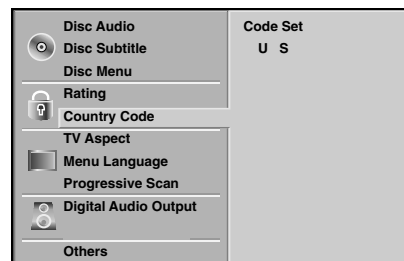 Disc Audio
Disc Subtitle
Disc Menu
Rating
Country Code
TV Aspect
Menu Language
Progressive Scan
Digital Audio Output
Others
Code Set
U S